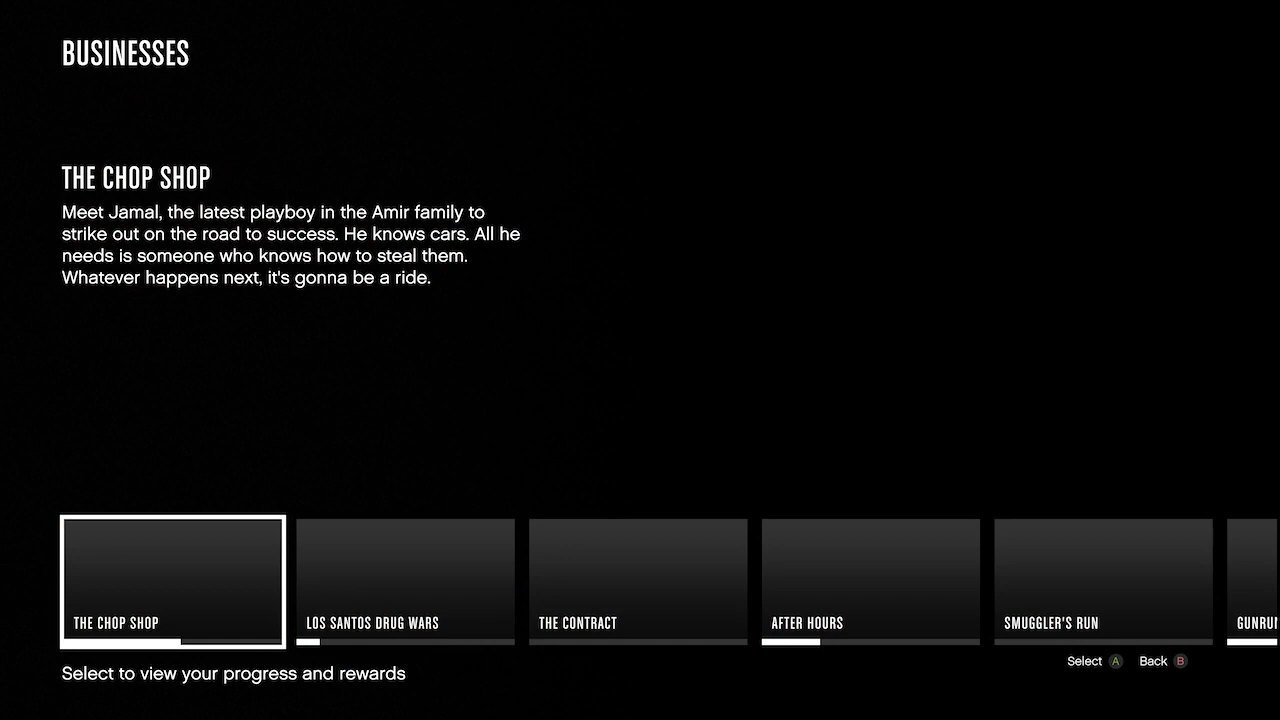 BUSINESSES
THE CHOP SHOP
Meet Jamal, the latest playboy in the Amir family to
strike out on the road to success. He knows cars. All he
needs is someone who knows how to steal them.
Whatever happens next, it's gonna be a ride.
THE CHOP SHOP
LOS SANTOS DRUG WARS
THE CONTRACT
AFTER HOURS
SMUGGLER'S RUN
GUNRUN
Select to view your progress and rewards
Select A Back B